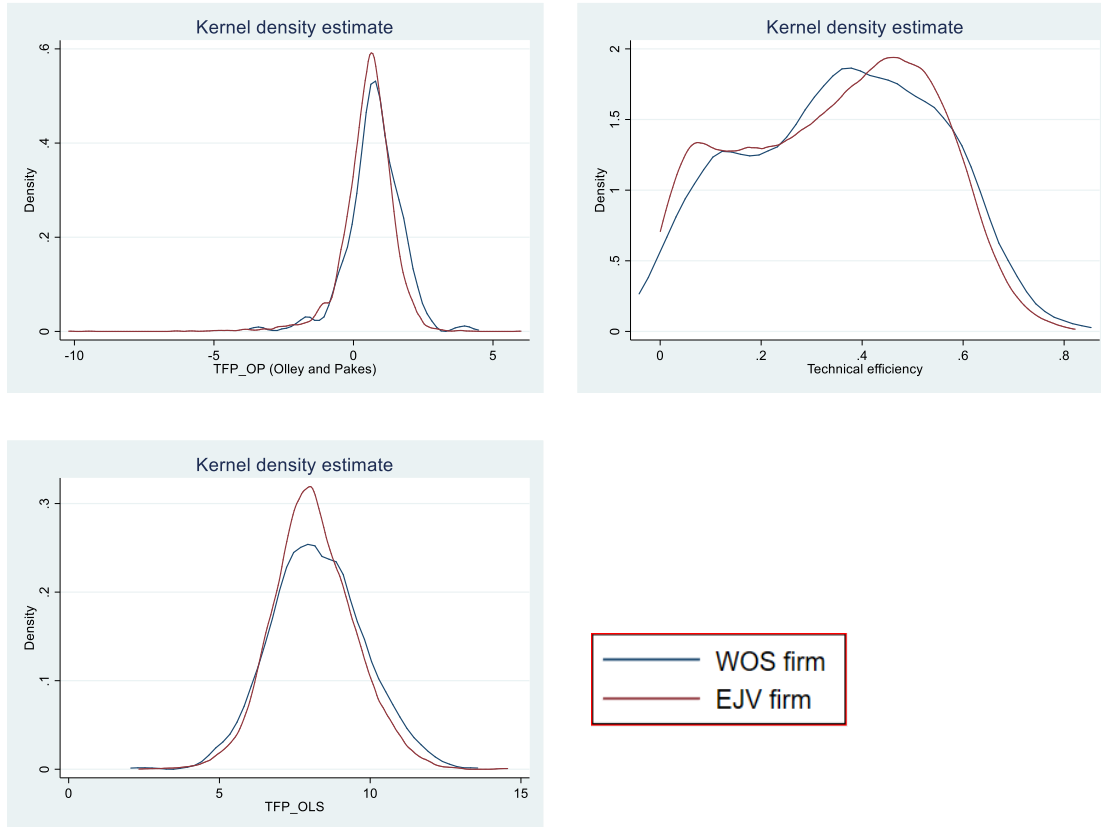 Kernel density estimate
.6
.4
.2
0
Density
-10 -5 0 5
TFP_OP (Olley and Pakes)
Kernel density estimate
2
1.5
1
.5
0
Density
0 .2 .4 .6 .8
Technical efficiency
Kernel density estimate
.3
.2
.1
0
Density
0 5 10 15
TFP_OLS
WOS firm
EJV firm